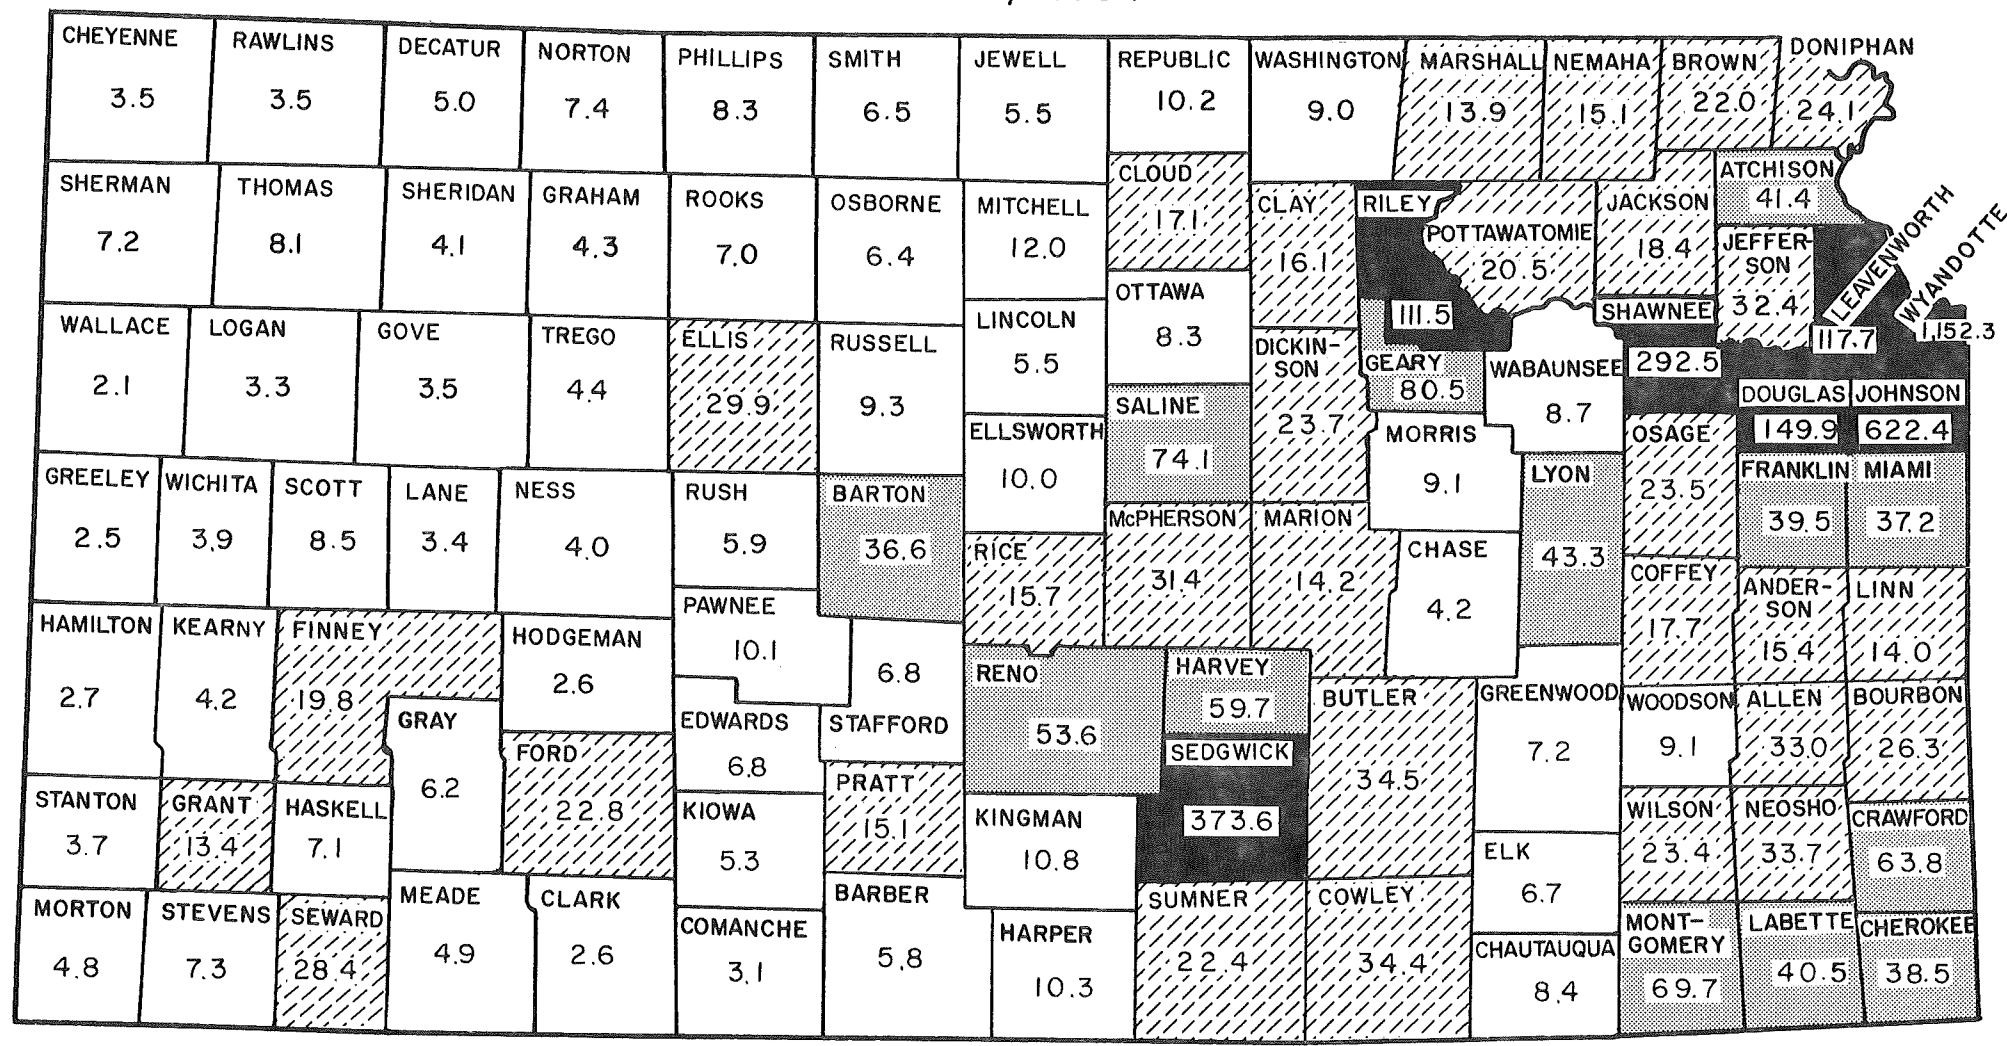 CHEYENNE
3.5
RAWLINS
3.5
DECATUR
5.0
NORTON
7.4
PHILLIPS
8.3
SMITH
6.5
JEWELL
5.5
REPUBLIC
10.2
WASHINGTON
9.0
MARSHALL
13.9
NEMAHA
15.1
BROWN
22.0
DONIPHAN
24.1
SHERMAN
7.2
THOMAS
8.1
SHERIDAN
4.1
GRAHAM
4.3
ROOKS
7.0
OSBORNE
6.4
MITCHELL
12.0
CLOUD
17.1
CLAY
16.1
RILEY
111.5
POTTAWATOMIE
20.5
JACKSON
18.4
ATCHISON
41.4
JEFFER-
SON
32.4
LEAVENWORTH
117.7
WYANDOTTE
1,152.3
WALLACE
2.1
LOGAN
3.3
GOVE
3.5
TREGO
4.4
ELLIS
29.9
RUSSELL
9.3
LINCOLN
5.5
OTTAWA
8.3
DICKIN-
SON
23.7
GEARY
80.5
WABAUNSEE
8.7
SHAWNEE
292.5
DOUGLAS
149.9
JOHNSON
622.4
ELLSWORTH
10.0
SALINE
74.1
MORRIS
9.1
LYON
43.3
OSAGE
23.5
FRANKLIN
39.5
MIAMI
37.2
GREELEY
2.5
WICHITA
3.9
SCOTT
8.5
LANE
3.4
NESS
4.0
RUSH
5.9
BARTON
36.6
RICE
15.7
McPHERSON
31.4
MARION
14.2
CHASE
4.2
COFFEY
17.7
ANDER-
SON
15.4
LINN
14.0
HAMILTON
2.7
KEARNY
4.2
FINNEY
19.8
HODGEMAN
2.6
PAWNEE
10.1
6.8
STAFFORD
RENO
53.6
HARVEY
59.7
BUTLER
34.5
GREENWOOD
7.2
WOODSON
9.1
ALLEN
33.0
BOURBON
26.3
GRAY
6.2
FORD
22.8
EDWARDS
6.8
PRATT
15.1
SEDGWICK
373.6
STANTON
3.7
GRANT
13.4
HASKELL
7.1
KIOWA
5.3
KINGMAN
10.8
ELK
6.7
WILSON
23.4
NEOSHO
33.7
CRAWFORD
63.8
MORTON
4.8
STEVENS
7.3
SEWARD
28.4
MEADE
4.9
CLARK
2.6
COMANCHE
3.1
BARBER
5.8
HARPER
10.3
SUMNER
22.4
COWLEY
34.4
CHAUTAUQUA
8.4
MONT-
GOMERY
69.7
LABETTE
40.5
CHEROKEE
38.5